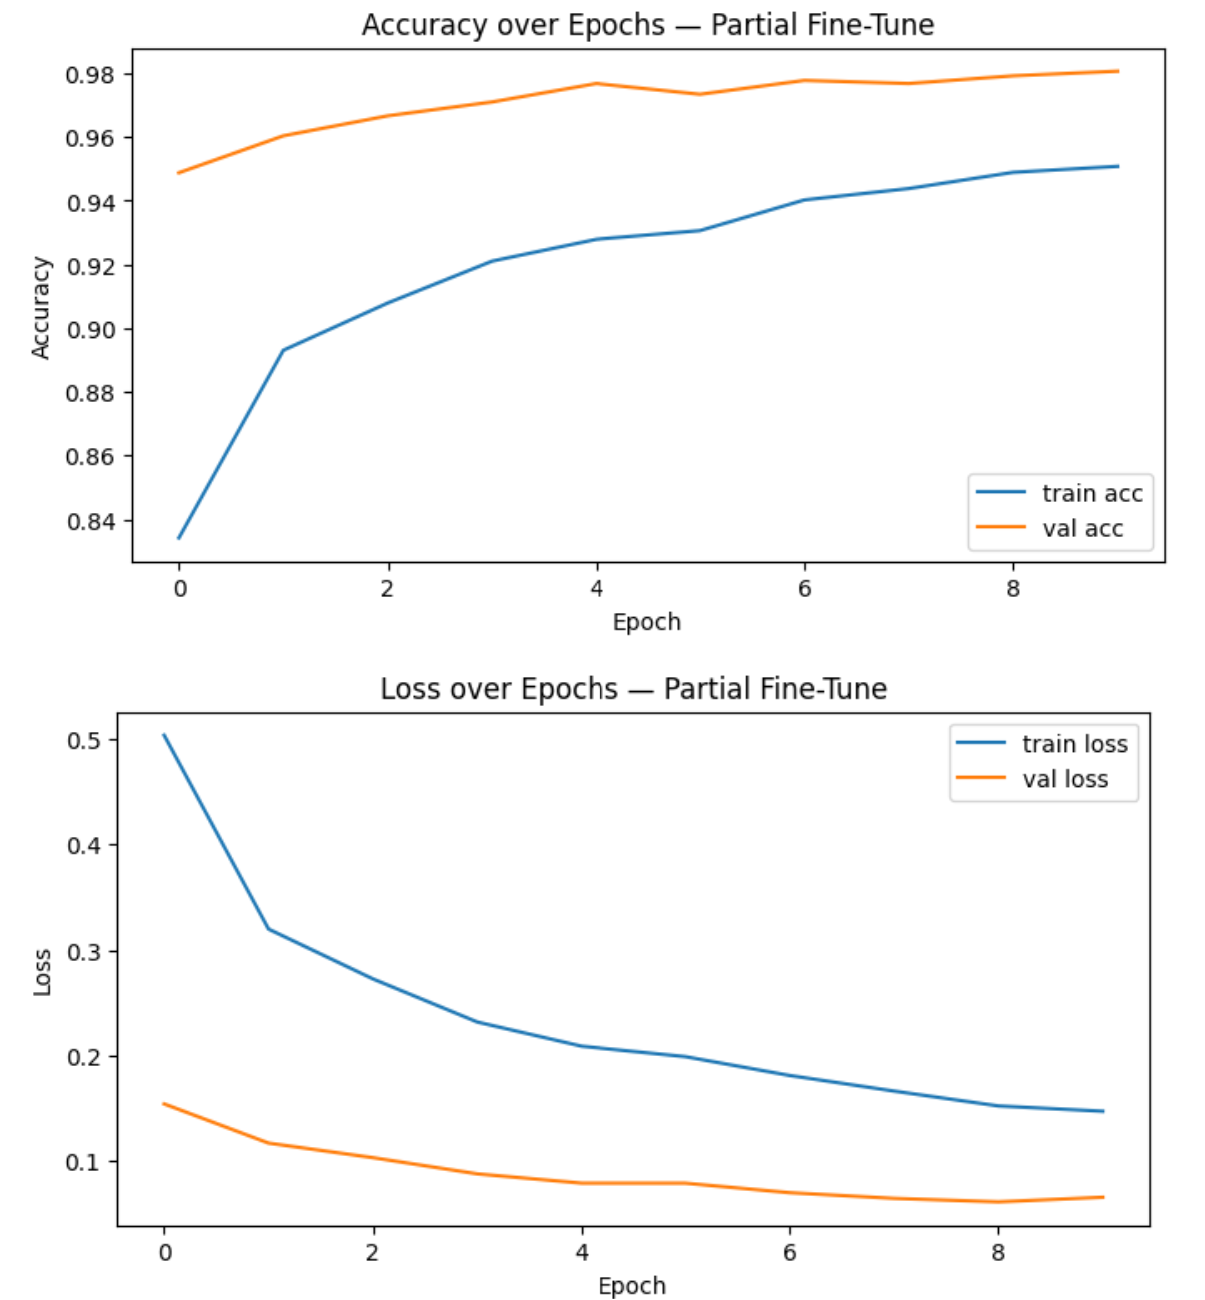 Accuracy over Epochs — Partial Fine-Tune
0.98
0.96
0.94
0.92
0.90
0.88
0.86
0.84
Accuracy
train acc
val acc
0 2 4 6 8
Epoch
Loss over Epochs — Partial Fine-Tune
train loss
val loss
0.5
0.4
0.3
0.2
0.1
Loss
0 2 4 6 8
Epoch